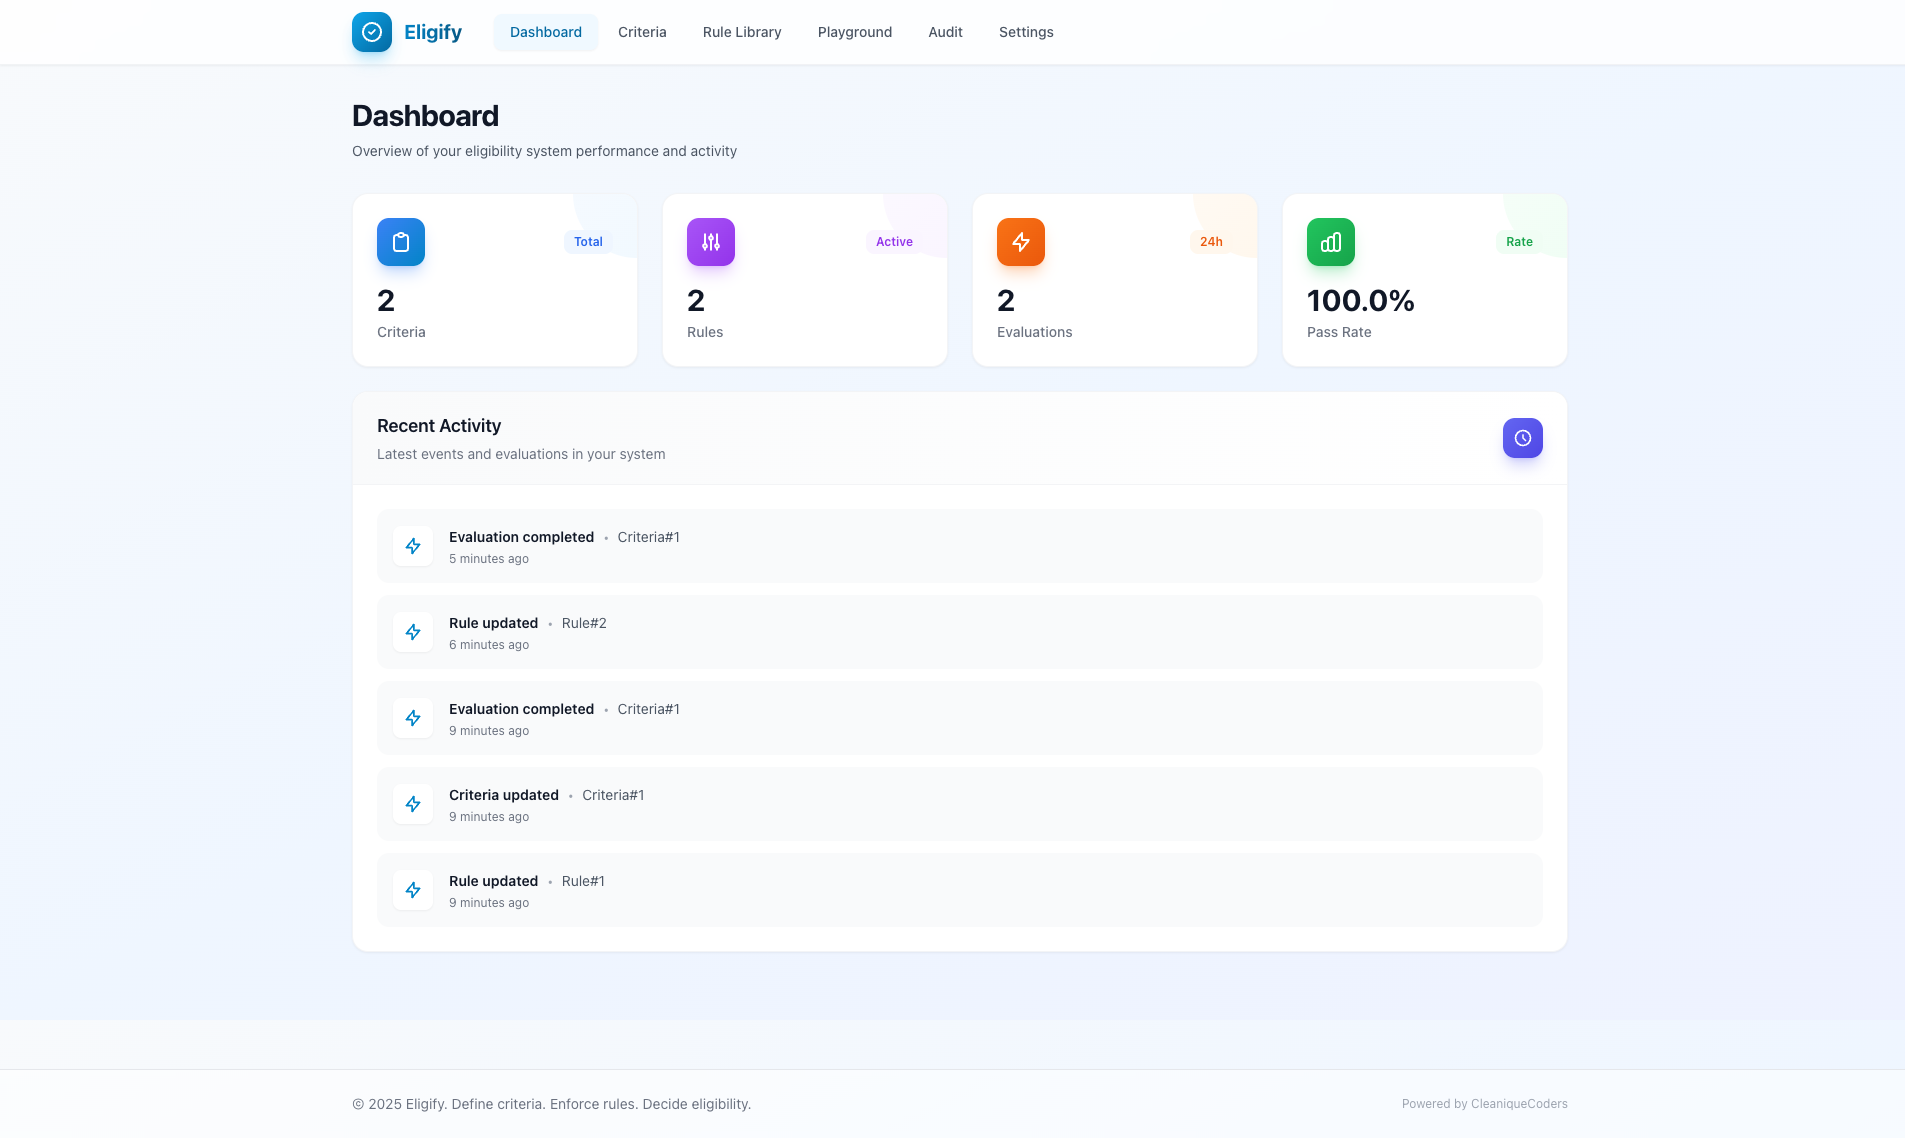 Eligify
Dashboard
Criteria
Rule Library
Playground
Audit
Settings
Dashboard
Overview of your eligibility system performance and activity
Total
2
Criteria
Active
2
Rules
24h
2
Evaluations
Rate
100.0%
Pass Rate
Recent Activity
Latest events and evaluations in your system
Evaluation completed • Criteria#1
5 minutes ago
Rule updated • Rule#2
6 minutes ago
Evaluation completed • Criteria#1
9 minutes ago
Criteria updated • Criteria#1
9 minutes ago
Rule updated • Rule#1
9 minutes ago
© 2025 Eligify. Define criteria. Enforce rules. Decide eligibility.
Powered by CleaniqueCoders